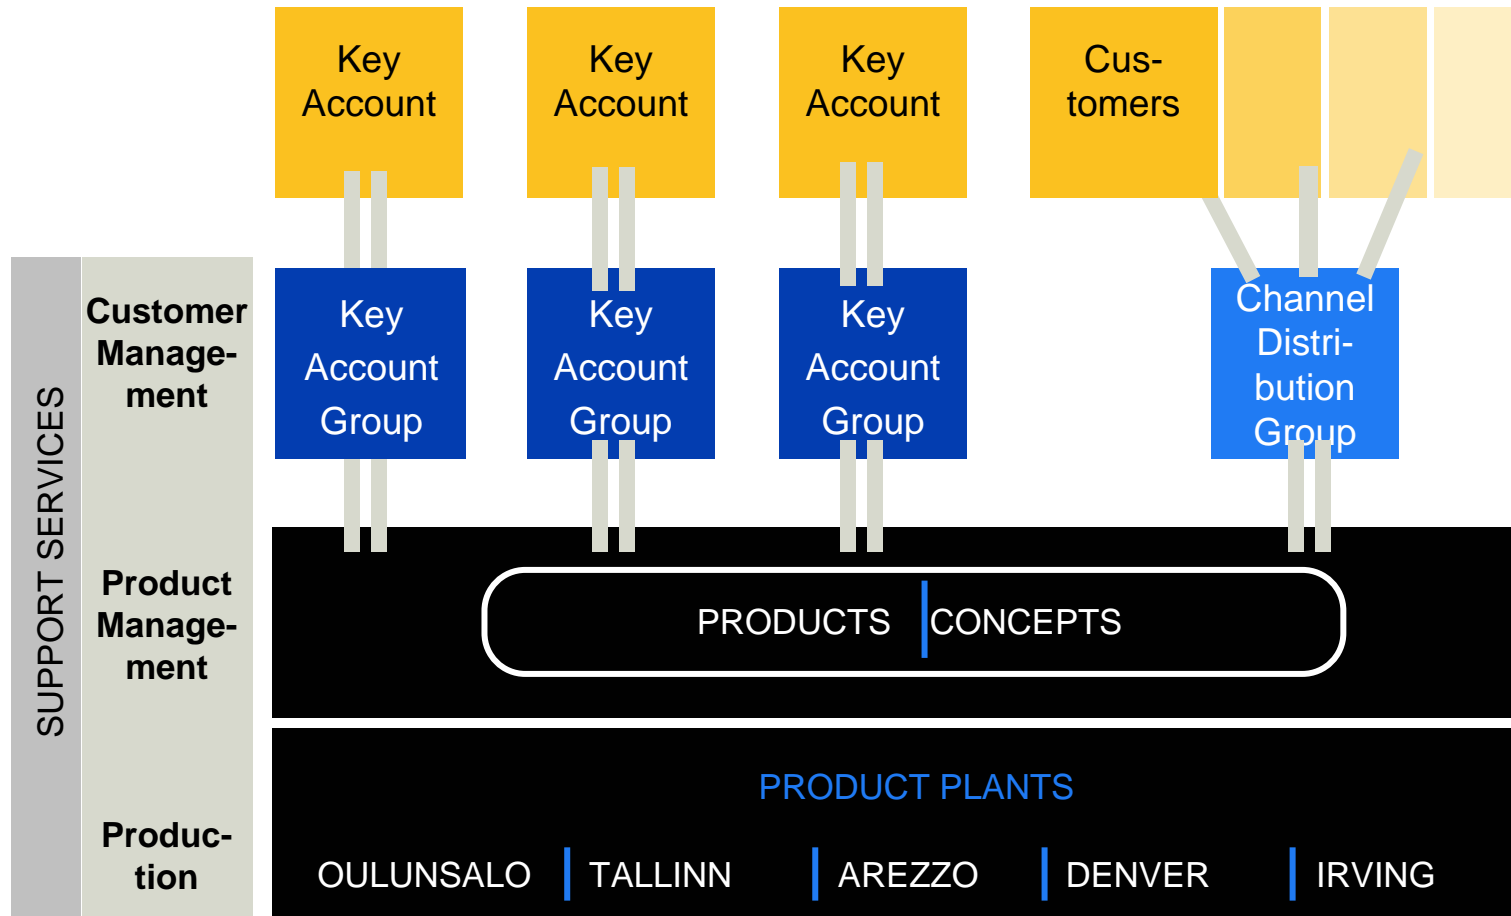 Key
Account
Key
Account
Key
Account
Cus-
tomers
SUPPORT SERVICES
Customer
Manage-
ment
Key
Account
Group
Key
Account
Group
Key
Account
Group
Channel
Distri-
bution
Group
Product
Manage-
ment
PRODUCTS CONCEPTS
Produc-
tion
PRODUCT PLANTS
OULUNSALO TALLINN AREZZO DENVER IRVING